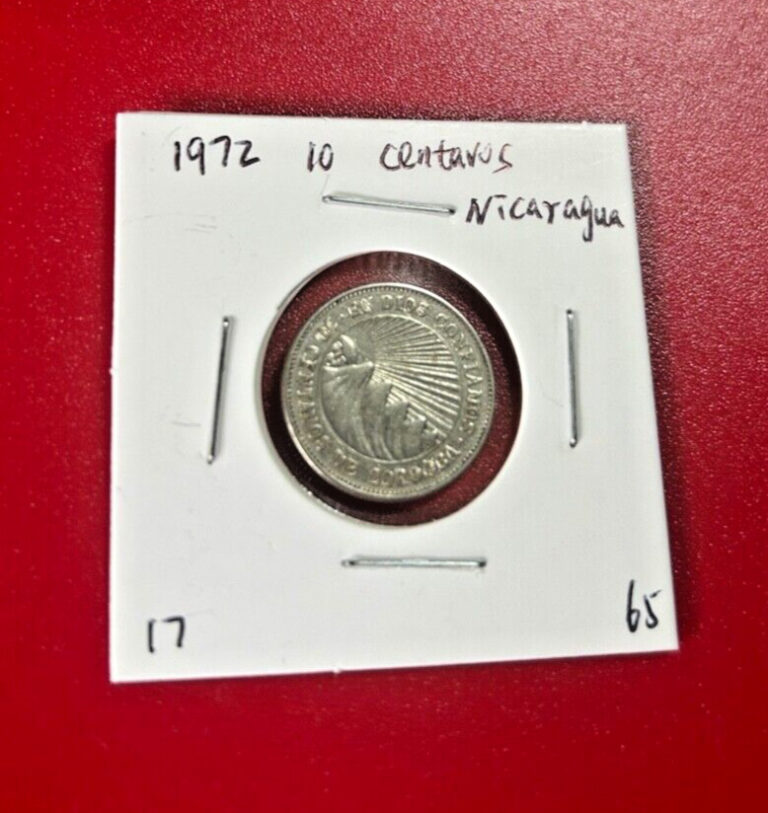 1972 10 centavos
Nicaragua
EN DIOS CONFIAMOS
DE CORDOBA
17
65